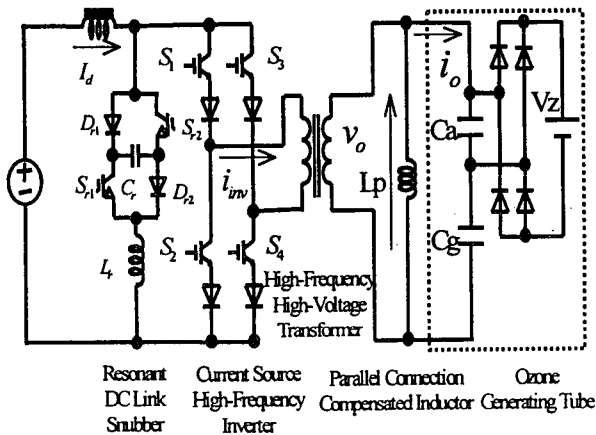 I_d
S_1
S_3
D_r1
S_r2
i_o
Vz
Ca
v_o
Lp
i_inv
S_r1
C_r
D_r2
S_2
S_4
Cg
L_r
High-Frequency
High-Voltage
Transformer
Resonant
DC Link
Snubber
Current Source
High-Frequency
Inverter
Parallel Connection
Compensated Inductor
Ozone
Generating Tube